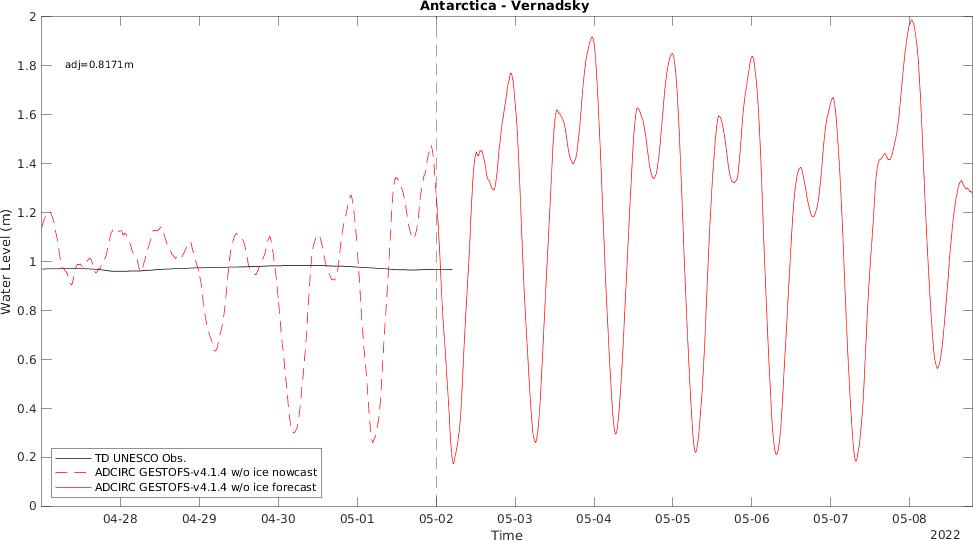 Antarctica - Vernadsky
2
1.8
1.6
1.4
1.2
1
0.8
0.6
0.4
0.2
0
Water Level (m)
adj=0.8171m
TD UNESCO Obs.
ADCIRC GESTOFS-v4.1.4 w/o ice nowcast
ADCIRC GESTOFS-v4.1.4 w/o ice forecast
04-28 04-29 04-30 05-01 05-02 05-03 05-04 05-05 05-06 05-07 05-08
Time
2022